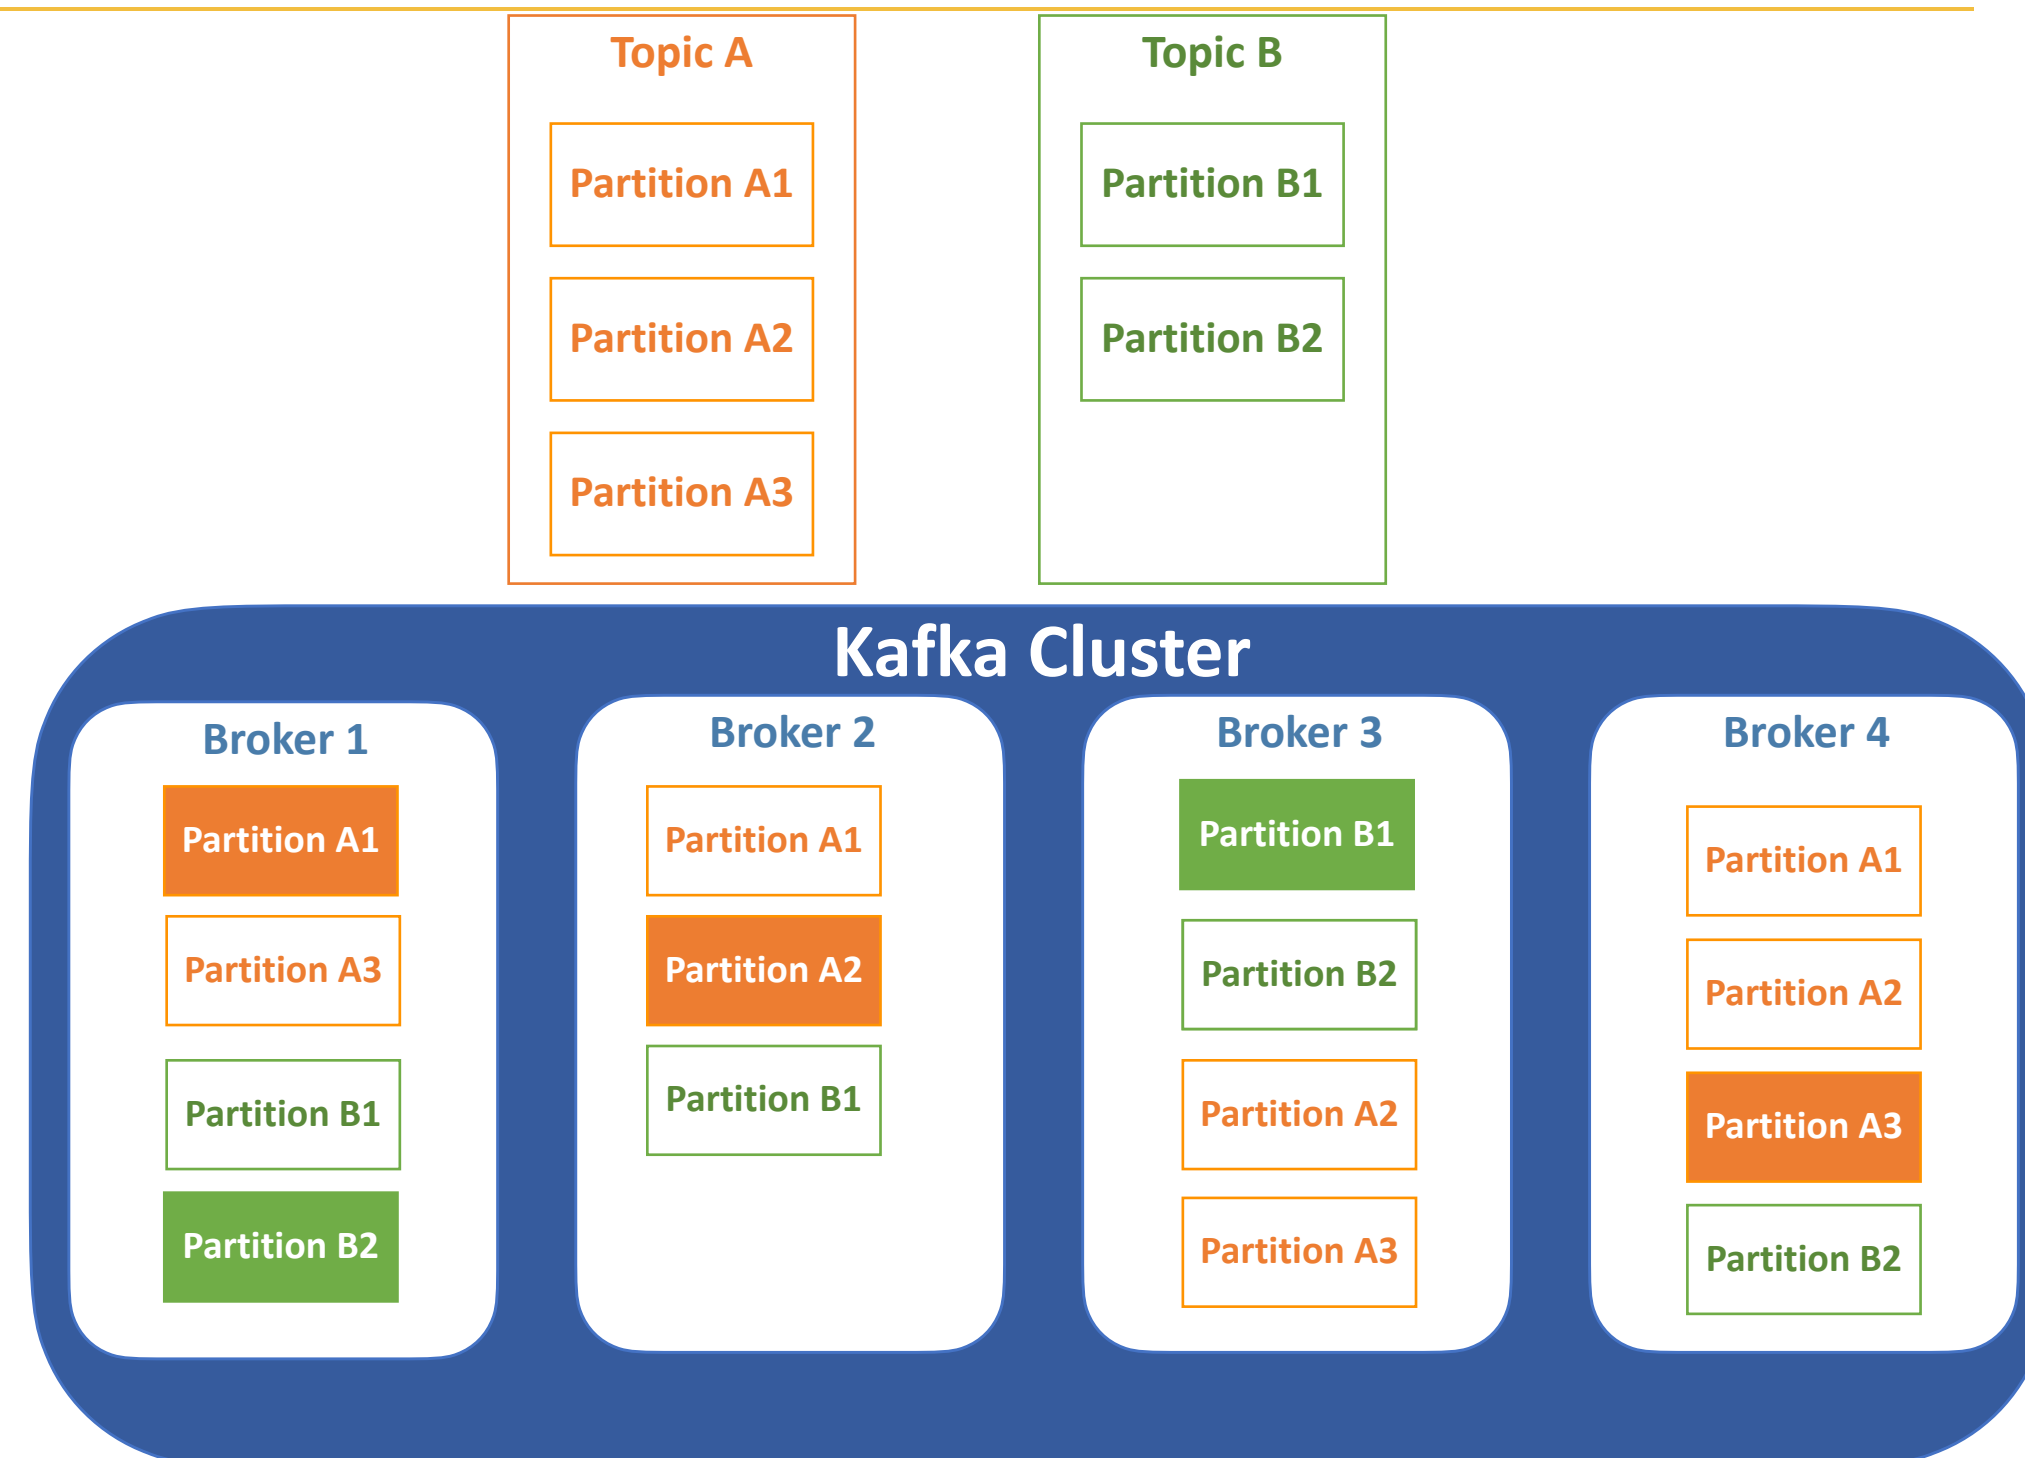 Topic A
Partition A1
Partition A2
Partition A3
Topic B
Partition B1
Partition B2
Kafka Cluster
Broker 1
Partition A1
Partition A3
Partition B1
Partition B2
Broker 2
Partition A1
Partition A2
Partition B1
Broker 3
Partition B1
Partition B2
Partition A2
Partition A3
Broker 4
Partition A1
Partition A2
Partition A3
Partition B2